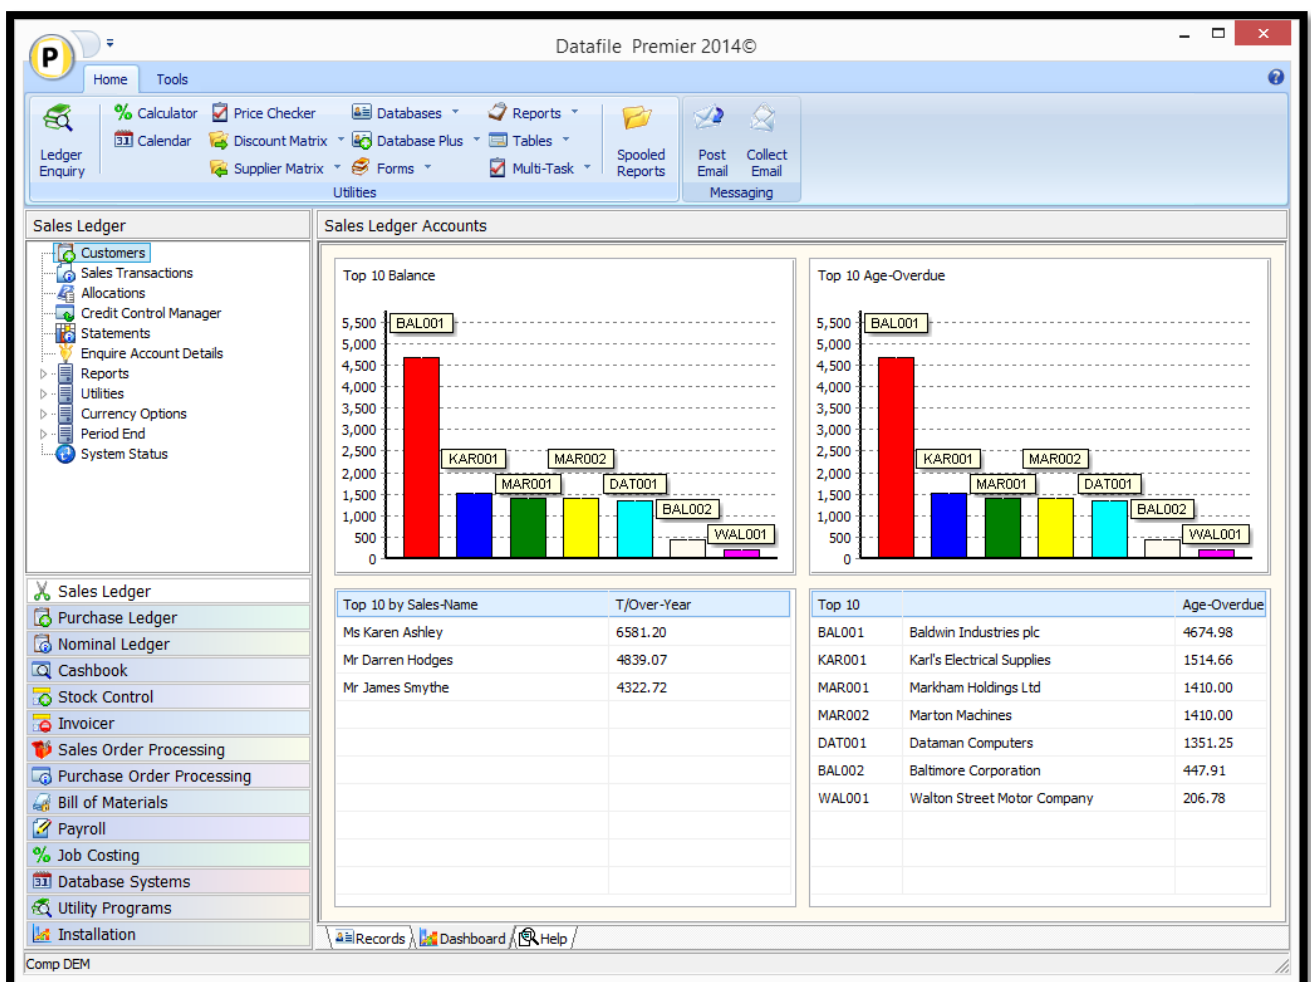 P
Datafile Premier 2014©
Home Tools
Ledger Enquiry
% Calculator
31 Calendar
Price Checker
Discount Matrix
Supplier Matrix
Databases
Database Plus
Forms
Reports
Tables
Multi-Task
Spooled Reports
Utilities
Post Email
Collect Email
Messaging
Sales Ledger
Customers
Sales Transactions
Allocations
Credit Control Manager
Statements
Enquire Account Details
Reports
Utilities
Currency Options
Period End
System Status
Sales Ledger
Purchase Ledger
Nominal Ledger
Cashbook
Stock Control
Invoicer
Sales Order Processing
Purchase Order Processing
Bill of Materials
Payroll
% Job Costing
31 Database Systems
Utility Programs
Installation
Sales Ledger Accounts
Top 10 Balance
5,500 BAL001
5,000
4,500
4,000
3,500
3,000
2,500 KAR001 MAR002
2,000 MAR001 DAT001
1,500
1,000 BAL002
500 WAL001
0
Top 10 Age-Overdue
5,500 BAL001
5,000
4,500
4,000
3,500
3,000
2,500 KAR001 MAR002
2,000 MAR001 DAT001
1,500
1,000 BAL002
500 WAL001
0
Top 10 by Sales-Name T/Over-Year
Ms Karen Ashley 6581.20
Mr Darren Hodges 4839.07
Mr James Smythe 4322.72
Top 10 Age-Overdue
BAL001 Baldwin Industries plc 4674.98
KAR001 Karl's Electrical Supplies 1514.66
MAR001 Markham Holdings Ltd 1410.00
MAR002 Marton Machines 1410.00
DAT001 Dataman Computers 1351.25
BAL002 Baltimore Corporation 447.91
WAL001 Walton Street Motor Company 206.78
Records Dashboard Help
Comp DEM